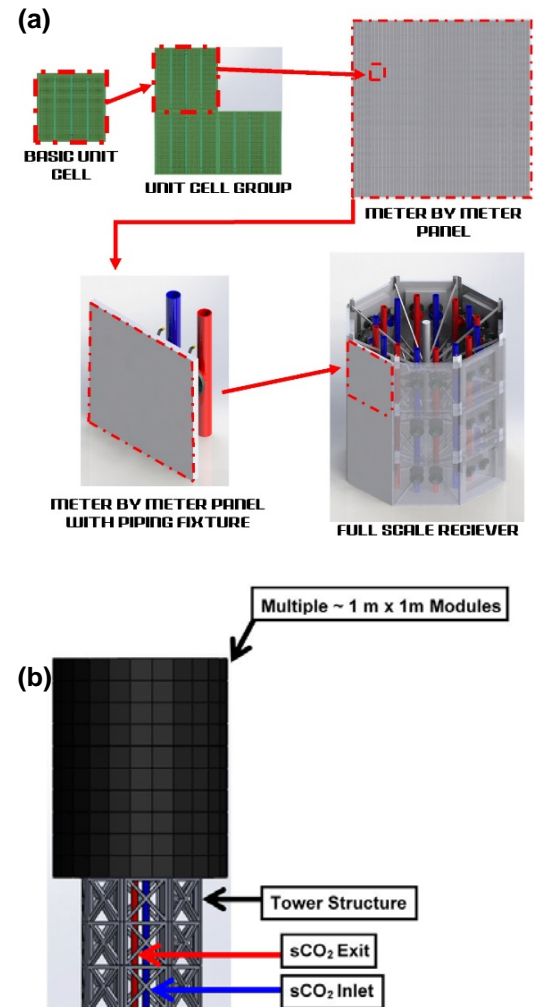 (a)
BASIC UNIT
CELL
UNIT CELL GROUP
METER BY METER
PANEL
METER BY METER PANEL
WITH PIPING FIXTURE
FULL SCALE RECIEVER
(b)
Multiple ~ 1 m x 1m Modules
Tower Structure
sCO₂ Exit
sCO₂ Inlet